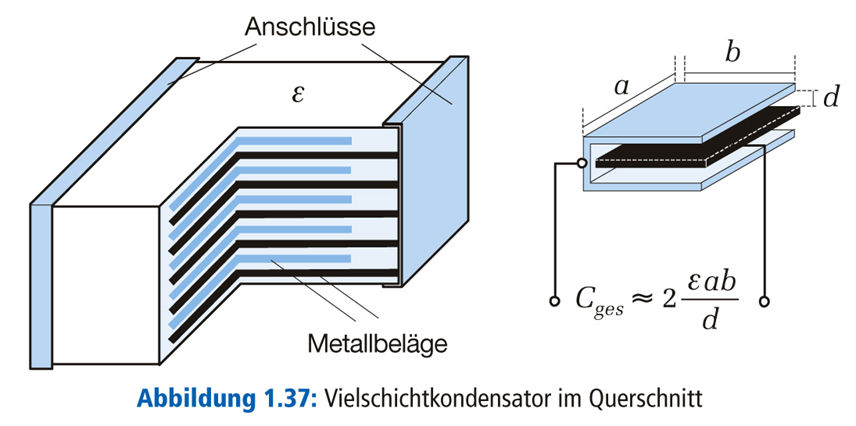 Anschlüsse
ε
Metallbeläge
a
b
d
C_ges ≈ 2 εab/d
Abbildung 1.37: Vielschichtkondensator im Querschnitt